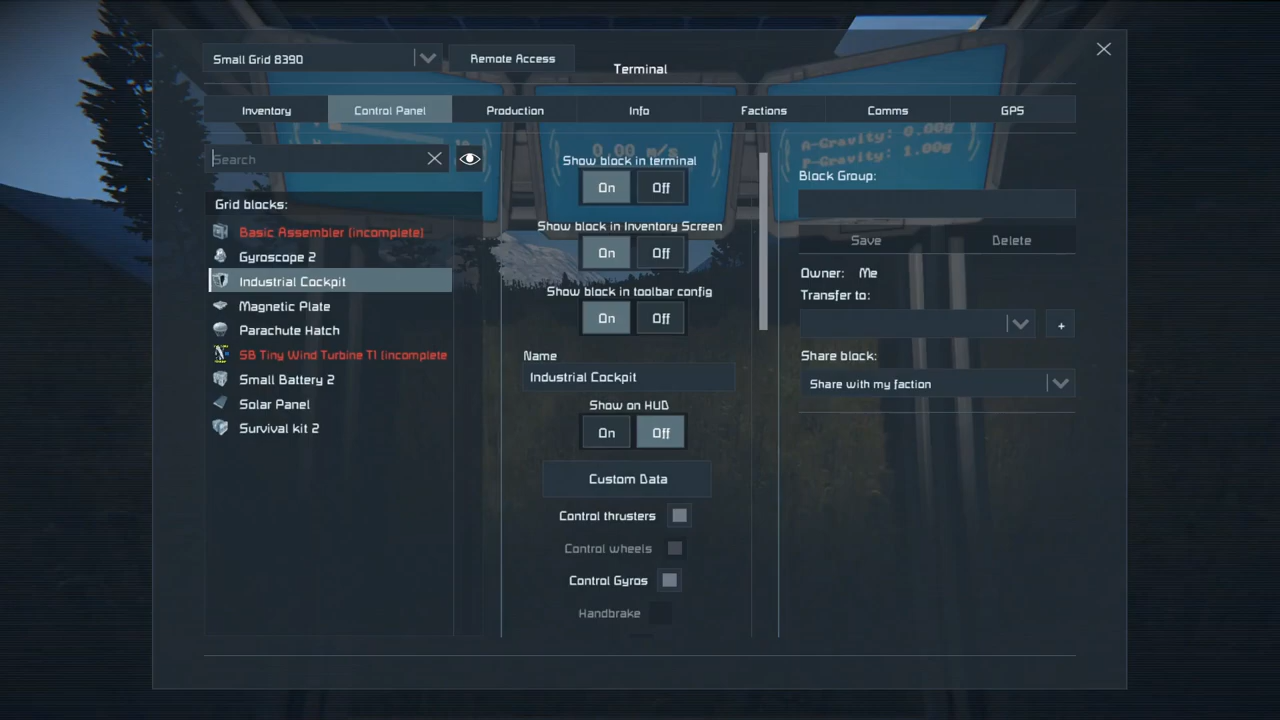 Small Grid 8390
Remote Access
Terminal
Inventory
Control Panel
Production
Info
Factions
Comms
GPS
Search
Grid blocks:
Basic Assembler (incomplete)
Gyroscope 2
Industrial Cockpit
Magnetic Plate
Parachute Hatch
SB Tiny Wind Turbine T1 (incomplete
Small Battery 2
Solar Panel
Survival kit 2
0.00 m/s
Show block in terminal
On Off
Show block in Inventory Screen
On Off
Show block in toolbar config
On Off
Name
Industrial Cockpit
Show on HUD
On Off
Custom Data
Control thrusters
Control wheels
Control Gyros
Handbrake
A-Gravity: 0.00g
P-Gravity: 1.00g
Block Group:
Save
Delete
Owner: Me
Transfer to:
+
Share block:
Share with my faction